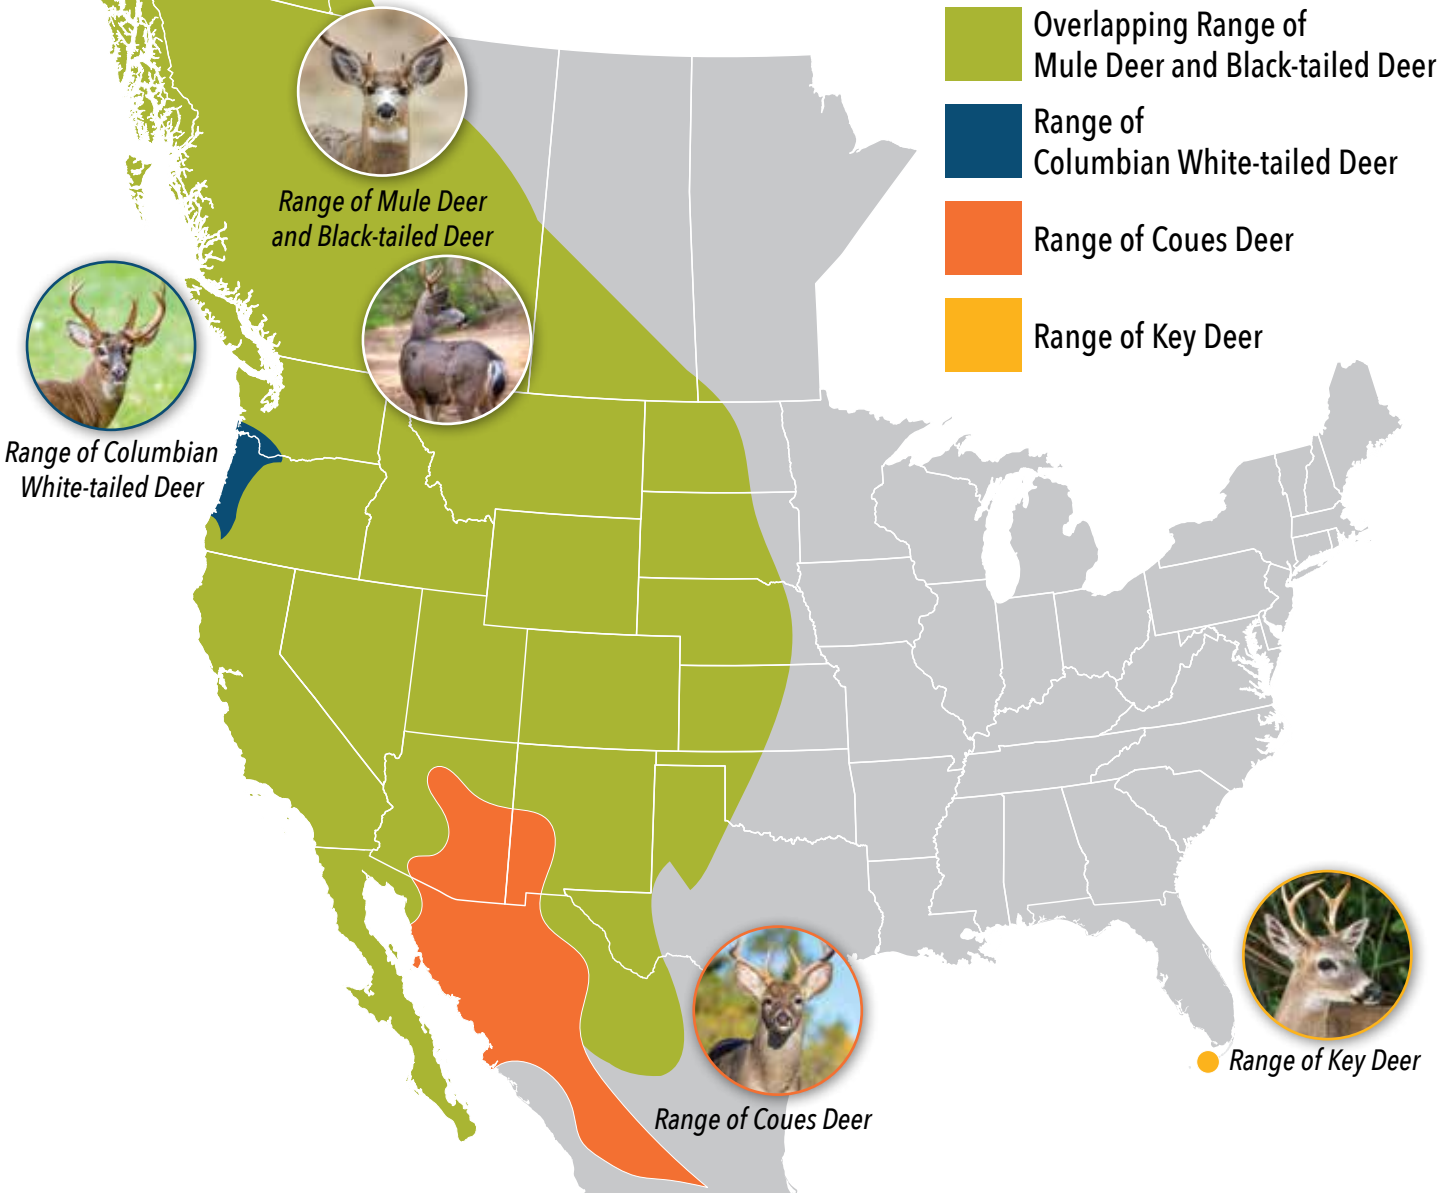 Overlapping Range of
Mule Deer and Black-tailed Deer
Range of
Columbian White-tailed Deer
Range of Coues Deer
Range of Key Deer
Range of Mule Deer
and Black-tailed Deer
Range of Columbian
White-tailed Deer
Range of Coues Deer
Range of Key Deer